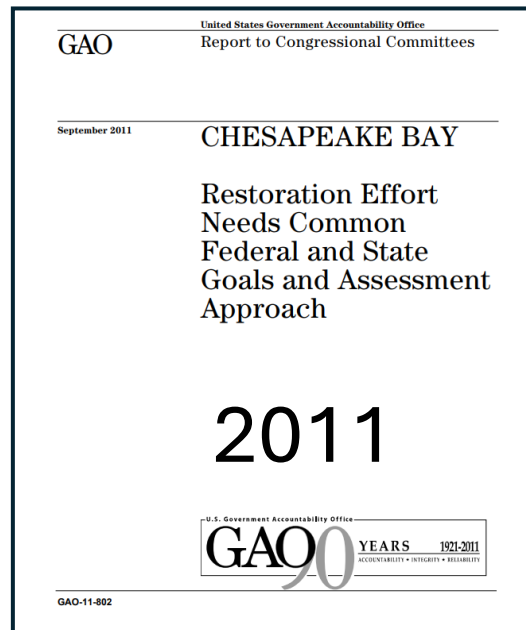 United States Government Accountability Office
GAO
Report to Congressional Committees
September 2011
CHESAPEAKE BAY
Restoration Effort
Needs Common
Federal and State
Goals and Assessment
Approach
2011
U.S. Government Accountability Office
GAO 90 YEARS 1921-2011
ACCOUNTABILITY • INTEGRITY • RELIABILITY
GAO-11-802